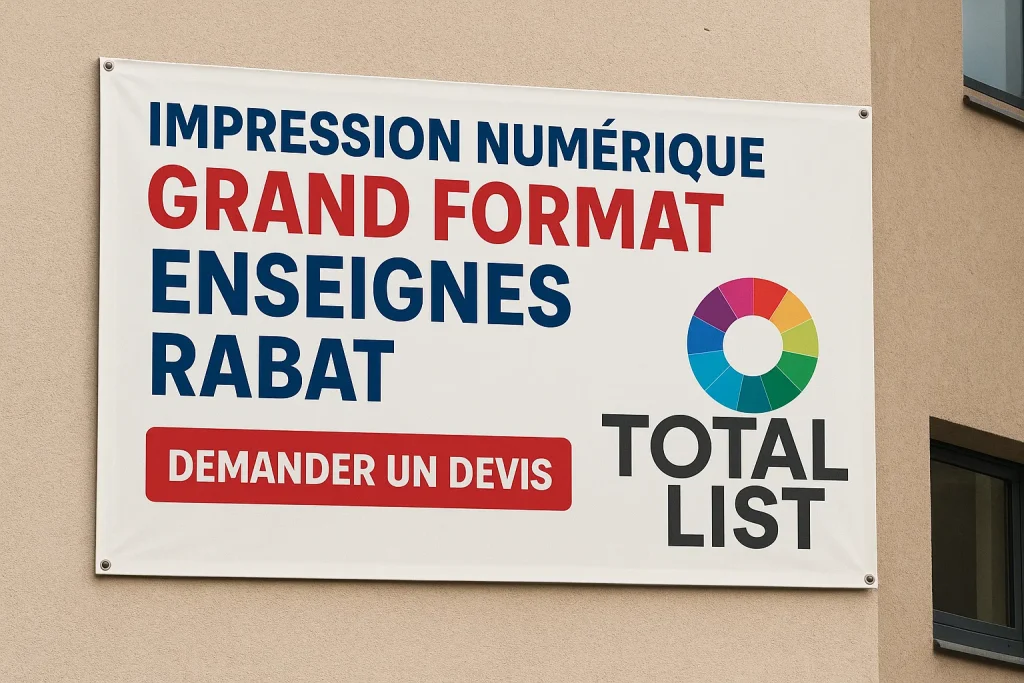 IMPRESSION NUMÉRIQUE
GRAND FORMAT
ENSEIGNES
RABAT
DEMANDER UN DEVIS
TOTAL
LIST